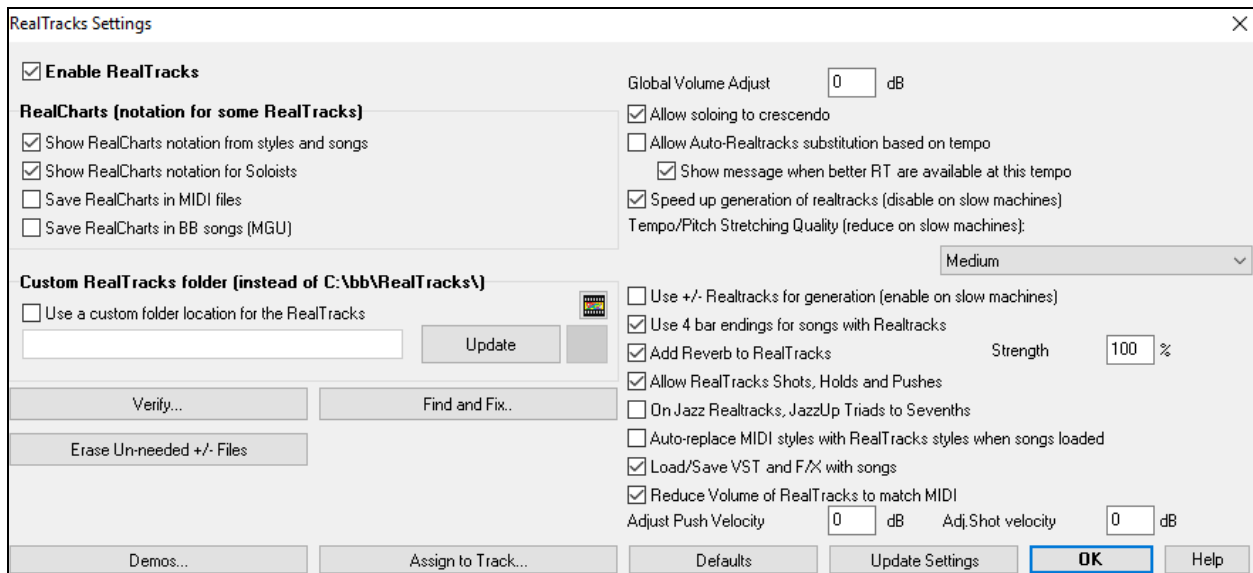 RealTracks Settings
Enable RealTracks
RealCharts (notation for some RealTracks)
Show RealCharts notation from styles and songs
Show RealCharts notation for Soloists
Save RealCharts in MIDI files
Save RealCharts in BB songs (MGU)
Custom RealTracks folder (instead of C:\bb\RealTracks\)
Use a custom folder location for the RealTracks
Update
Verify...
Find and Fix..
Erase Un-needed +/- Files
Demos...
Assign to Track...
Global Volume Adjust 0 dB
Allow soloing to crescendo
Allow Auto-Realtracks substitution based on tempo
Show message when better RT are available at this tempo
Speed up generation of realtracks (disable on slow machines)
Tempo/Pitch Stretching Quality (reduce on slow machines):
Medium
Use +/- Realtracks for generation (enable on slow machines)
Use 4 bar endings for songs with Realtracks
Add Reverb to RealTracks Strength 100 %
Allow RealTracks Shots, Holds and Pushes
On Jazz Realtracks, JazzUp Triads to Sevenths
Auto-replace MIDI styles with RealTracks styles when songs loaded
Load/Save VST and F/X with songs
Reduce Volume of RealTracks to match MIDI
Adjust Push Velocity 0 dB Adj.Shot velocity 0 dB
Defaults
Update Settings
OK
Help